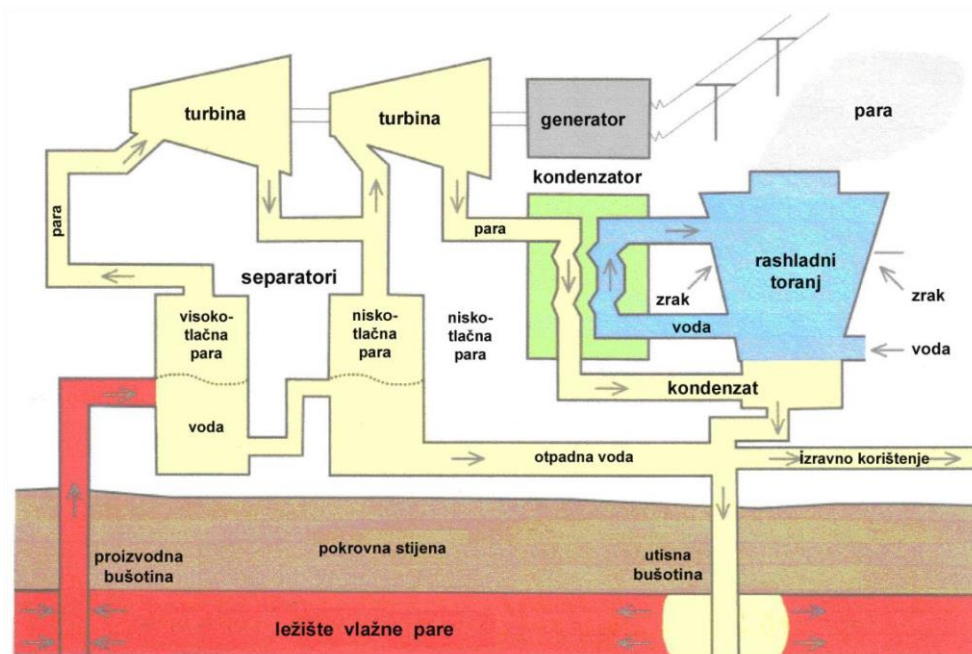 turbina
turbina
generator
para
kondenzator
para
para
separatori
rashladni
toranj
zrak
zrak
visoko-
tlačna
para
nisko-
tlačna
para
nisko-
tlačna
para
voda
voda
kondenzat
voda
otpadna voda
izravno korištenje
proizvodna
bušotina
pokrovna stijena
utisna
bušotina
ležište vlažne pare